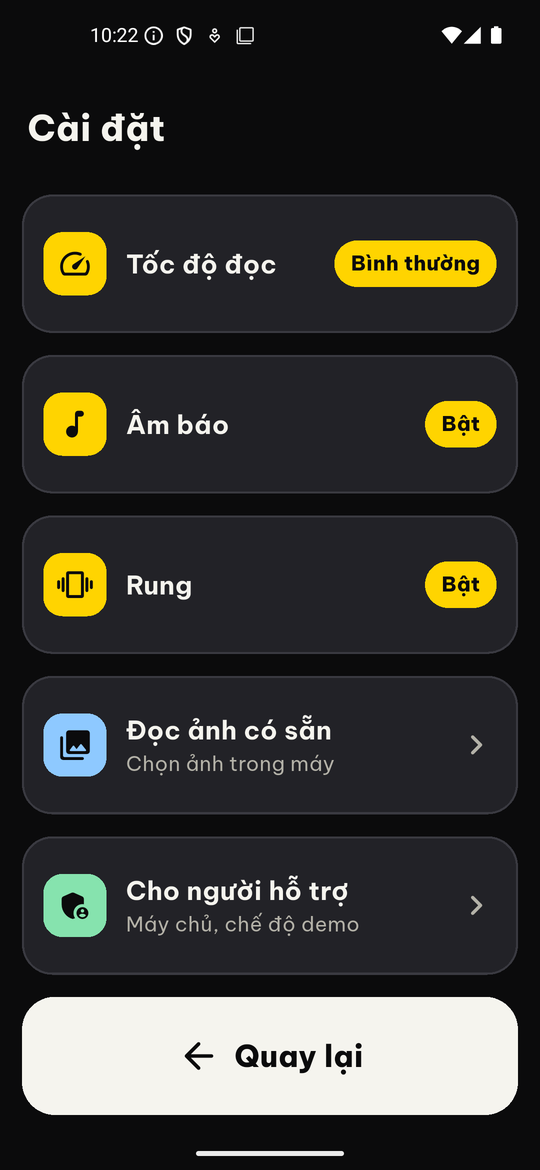 10:22
Cài đặt
Tốc độ đọc
Bình thường
Âm báo
Bật
Rung
Bật
Đọc ảnh có sẵn
Chọn ảnh trong máy
Cho người hỗ trợ
Máy chủ, chế độ demo
Quay lại